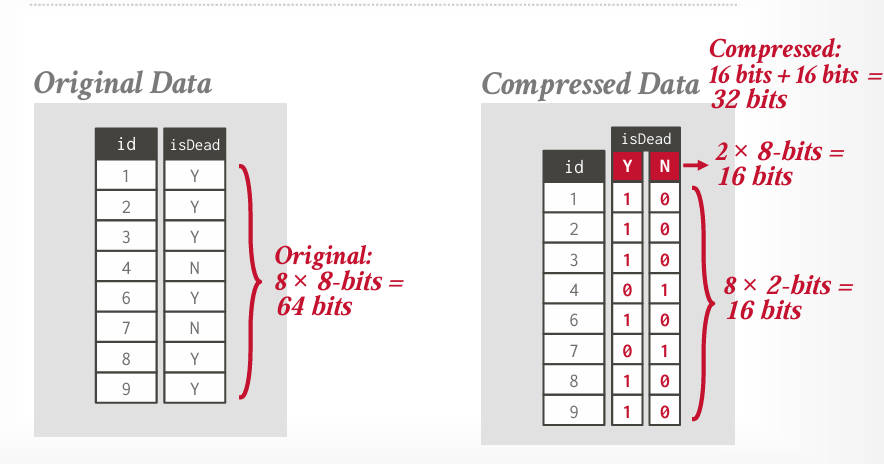 Original Data
id isDead
1 Y
2 Y
3 Y
4 N
6 Y
7 N
8 Y
9 Y
Original:
8 × 8-bits =
64 bits
Compressed Data
Compressed:
16 bits + 16 bits =
32 bits
isDead
id Y N
1 1 0
2 1 0
3 1 0
4 0 1
6 1 0
7 0 1
8 1 0
9 1 0
2 × 8-bits =
16 bits
8 × 2-bits =
16 bits